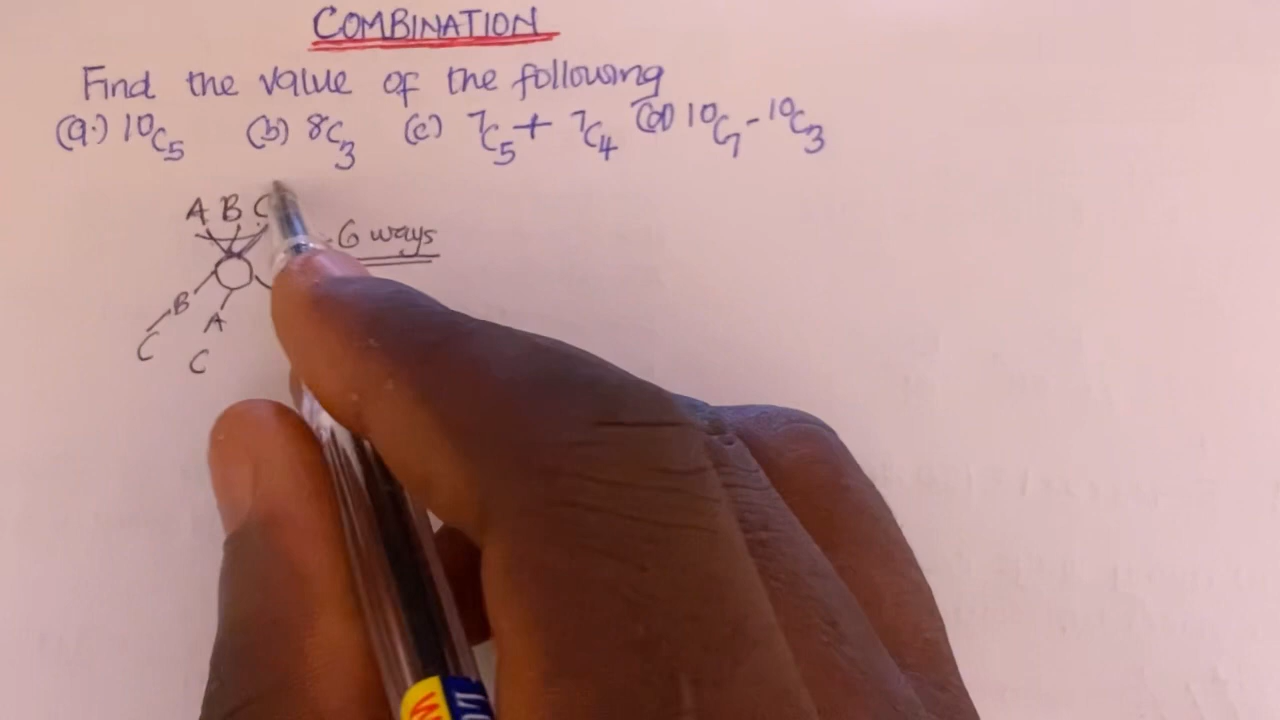 COMBINATION
Find the value of the following
(a.) ¹⁰C₅ (b) ⁸C₃ (c) ⁷C₅ + ⁷C₄ (d) ¹⁰C₇ - ¹⁰C₃
A B C
6 ways
B
A
C
C